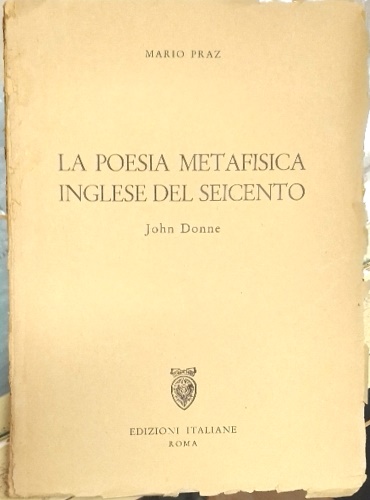 MARIO PRAZ
LA POESIA METAFISICA
INGLESE DEL SEICENTO
John Donne
EDIZIONI ITALIANE
ROMA